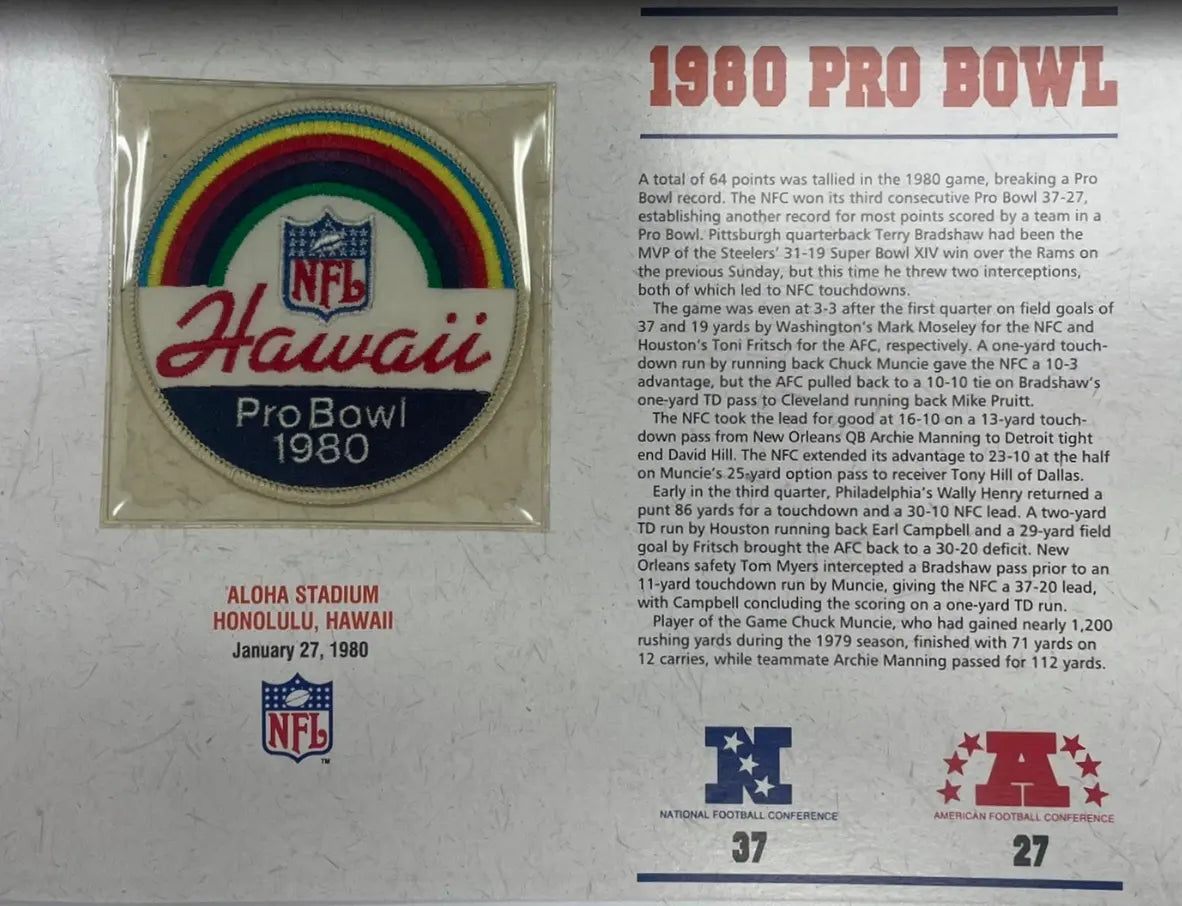 NFL
Hawaii
Pro Bowl
1980
ALOHA STADIUM
HONOLULU, HAWAII
January 27, 1980
NFL
TM
1980 PRO BOWL
A total of 64 points was tallied in the 1980 game, breaking a Pro
Bowl record. The NFC won its third consecutive Pro Bowl 37-27,
establishing another record for most points scored by a team in a
Pro Bowl. Pittsburgh quarterback Terry Bradshaw had been the
MVP of the Steelers' 31-19 Super Bowl XIV win over the Rams on
the previous Sunday, but this time he threw two interceptions,
both of which led to NFC touchdowns.
The game was even at 3-3 after the first quarter on field goals of
37 and 19 yards by Washington's Mark Moseley for the NFC and
Houston's Toni Fritsch for the AFC, respectively. A one-yard touch-
down run by running back Chuck Muncie gave the NFC a 10-3
advantage, but the AFC pulled back to a 10-10 tie on Bradshaw's
one-yard TD pass to Cleveland running back Mike Pruitt.
The NFC took the lead for good at 16-10 on a 13-yard touch-
down pass from New Orleans QB Archie Manning to Detroit tight
end David Hill. The NFC extended its advantage to 23-10 at the half
on Muncie's 25-yard option pass to receiver Tony Hill of Dallas.
Early in the third quarter, Philadelphia's Wally Henry returned a
punt 86 yards for a touchdown and a 30-10 NFC lead. A two-yard
TD run by Houston running back Earl Campbell and a 29-yard field
goal by Fritsch brought the AFC back to a 30-20 deficit. New
Orleans safety Tom Myers intercepted a Bradshaw pass prior to an
11-yard touchdown run by Muncie, giving the NFC a 37-20 lead,
with Campbell concluding the scoring on a one-yard TD run.
Player of the Game Chuck Muncie, who had gained nearly 1,200
rushing yards during the 1979 season, finished with 71 yards on
12 carries, while teammate Archie Manning passed for 112 yards.
N
NATIONAL FOOTBALL CONFERENCE
37
A
AMERICAN FOOTBALL CONFERENCE
27